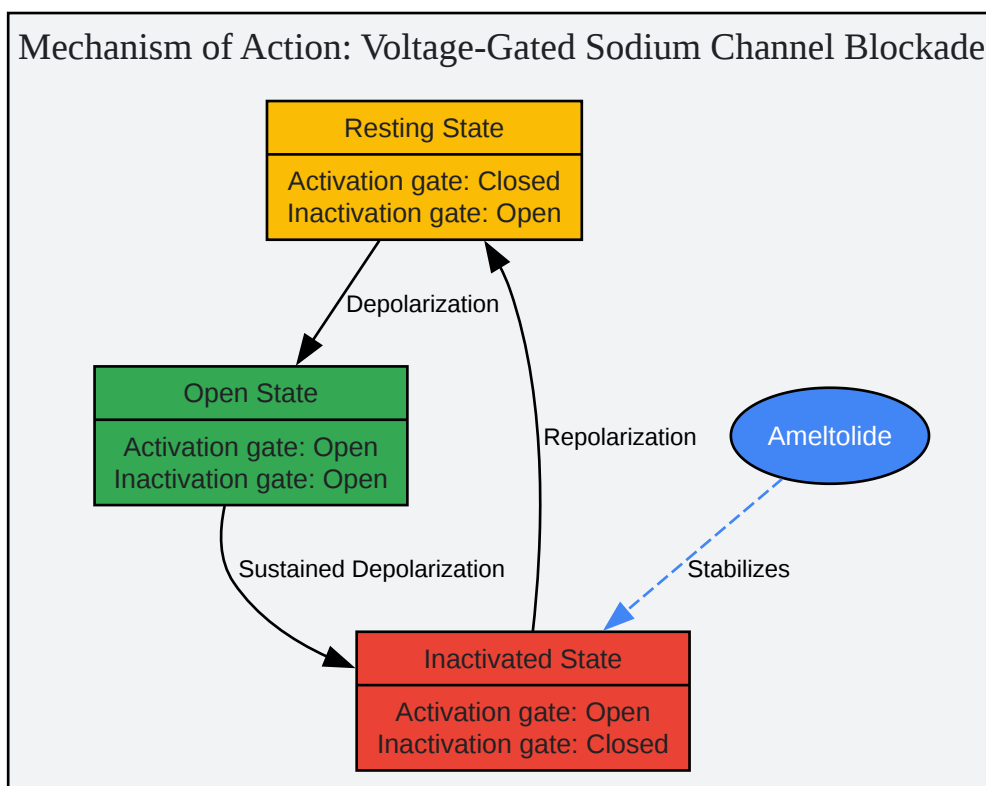 Mechanism of Action: Voltage-Gated Sodium Channel Blockade
Resting State
Activation gate: Closed
Inactivation gate: Open
Depolarization
Open State
Activation gate: Open
Inactivation gate: Open
Repolarization
Ameltolide
Sustained Depolarization
Stabilizes
Inactivated State
Activation gate: Open
Inactivation gate: Closed